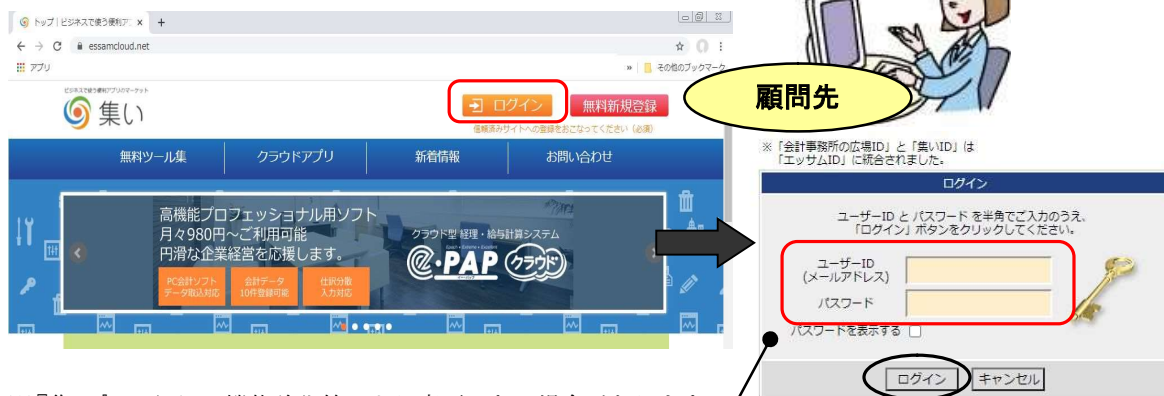 トップ | ビジネスで使う便利ア
essamcloud.net
アプリ
その他のブックマーク
ビジネスで使う便利アプリのマーケット
集い
ログイン
無料新規登録
信頼済みサイトへの登録をおこなってください（必須）
無料ツール集
クラウドアプリ
新着情報
お問い合わせ
高機能プロフェッショナル用ソフト
月々980円～ご利用可能
円滑な企業経営を応援します。
PC会計ソフト
データ取込対応
会計データ
10件登録可能
仕訳分散
入力対応
クラウド型 経理・給与計算システム
e・PAP クラウド
顧問先
※「会計事務所の広場ID」と「集いID」は
「エッサムID」に統合されました。
ログイン
ユーザーID と パスワード を半角でご入力のうえ、
「ログイン」ボタンをクリックしてください。
ユーザーID
(メールアドレス)
パスワード
パスワードを表示する
ログイン
キャンセル